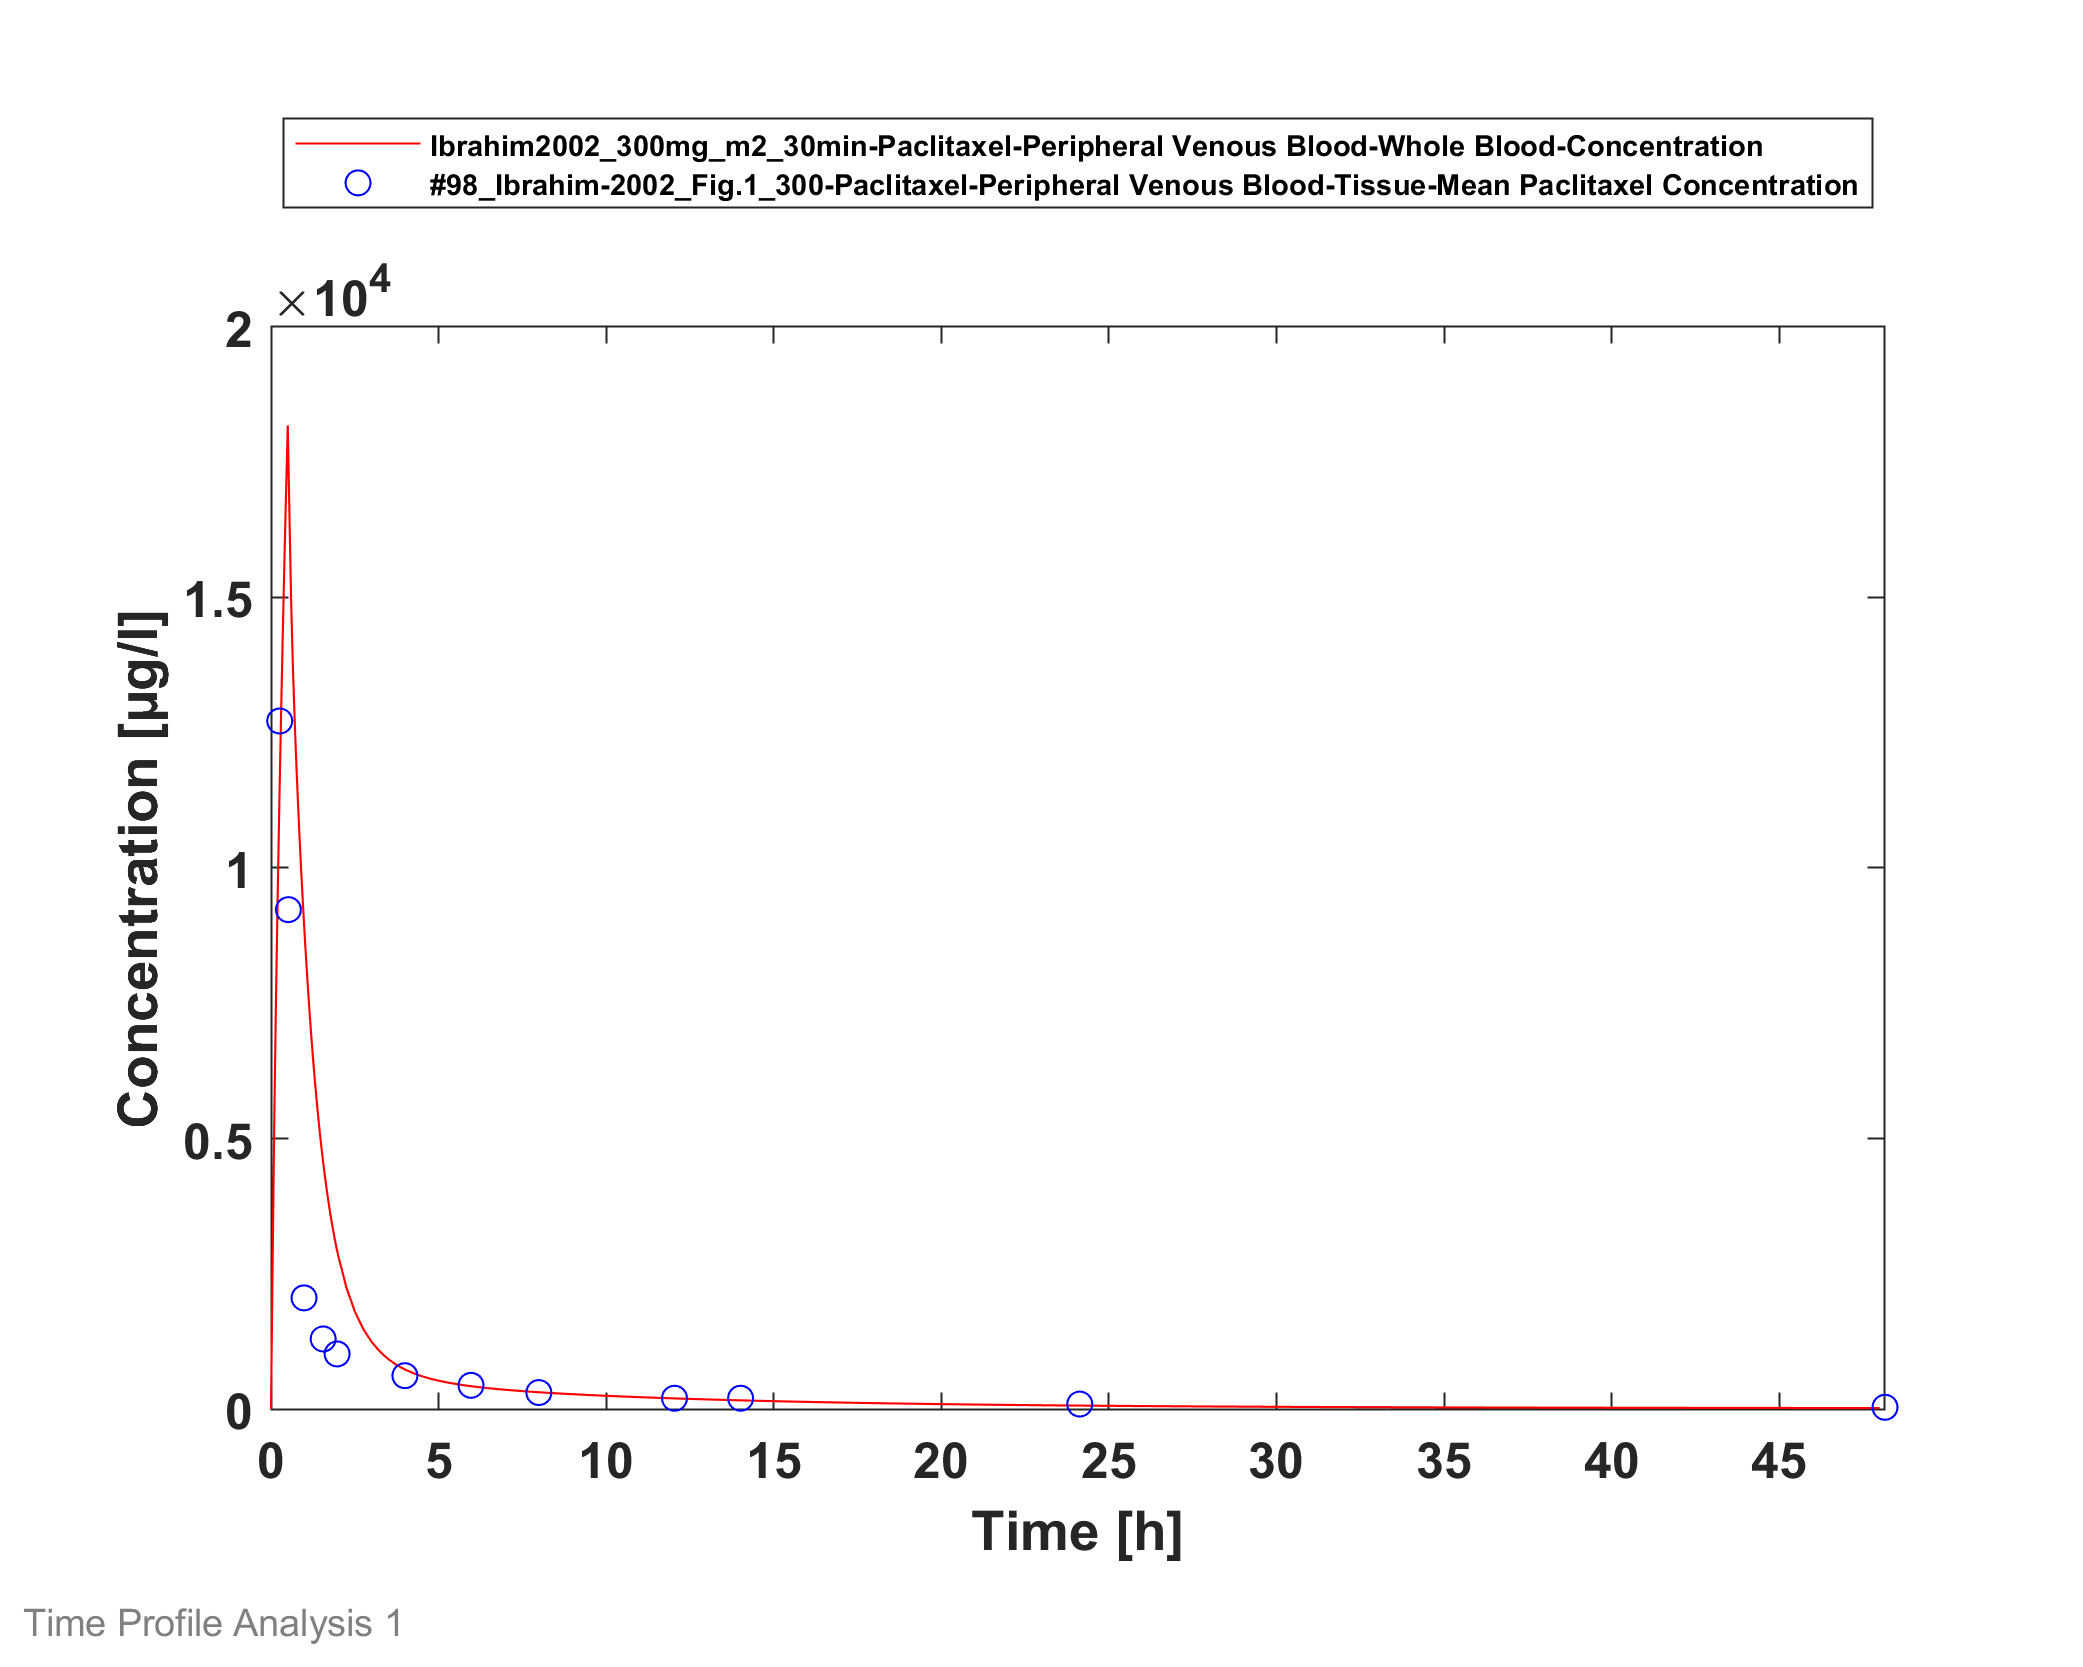 Ibrahim2002_300mg_m2_30min-Paclitaxel-Peripheral Venous Blood-Whole Blood-Concentration
#98_Ibrahim-2002_Fig.1_300-Paclitaxel-Peripheral Venous Blood-Tissue-Mean Paclitaxel Concentration
×10⁴
2
1.5
1
0.5
0
Concentration [µg/l]
0 5 10 15 20 25 30 35 40 45
Time [h]
Time Profile Analysis 1